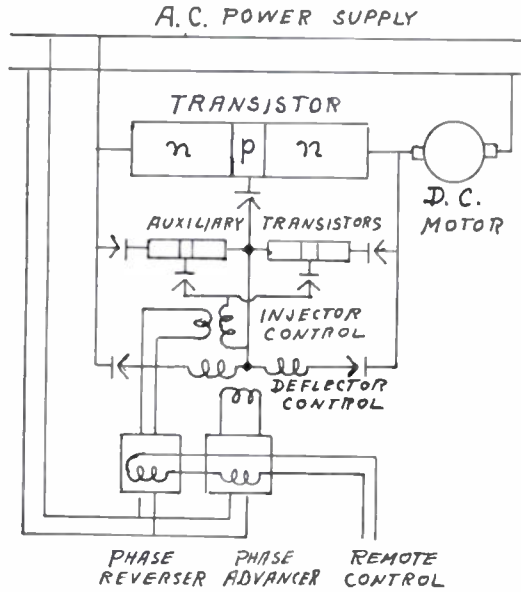 A.C. POWER SUPPLY
TRANSISTOR
n p n
D.C.
MOTOR
AUXILIARY TRANSISTORS
INJECTOR
CONTROL
DEFLECTOR
CONTROL
PHASE
REVERSER
PHASE
ADVANCER
REMOTE
CONTROL